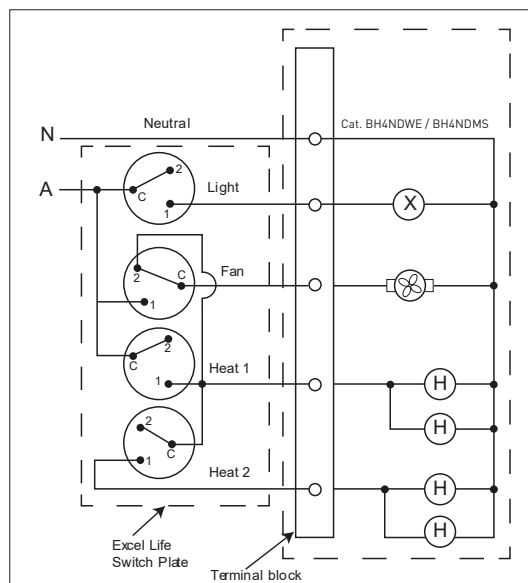 Neutral
N
Cat. BH4NDWE / BH4NDMS
A
2
Light
C
1
X
Fan
2
C
1
2
C
Heat 1
1
H
H
2
C
1
Heat 2
H
H
Excel Life
Switch Plate
Terminal block